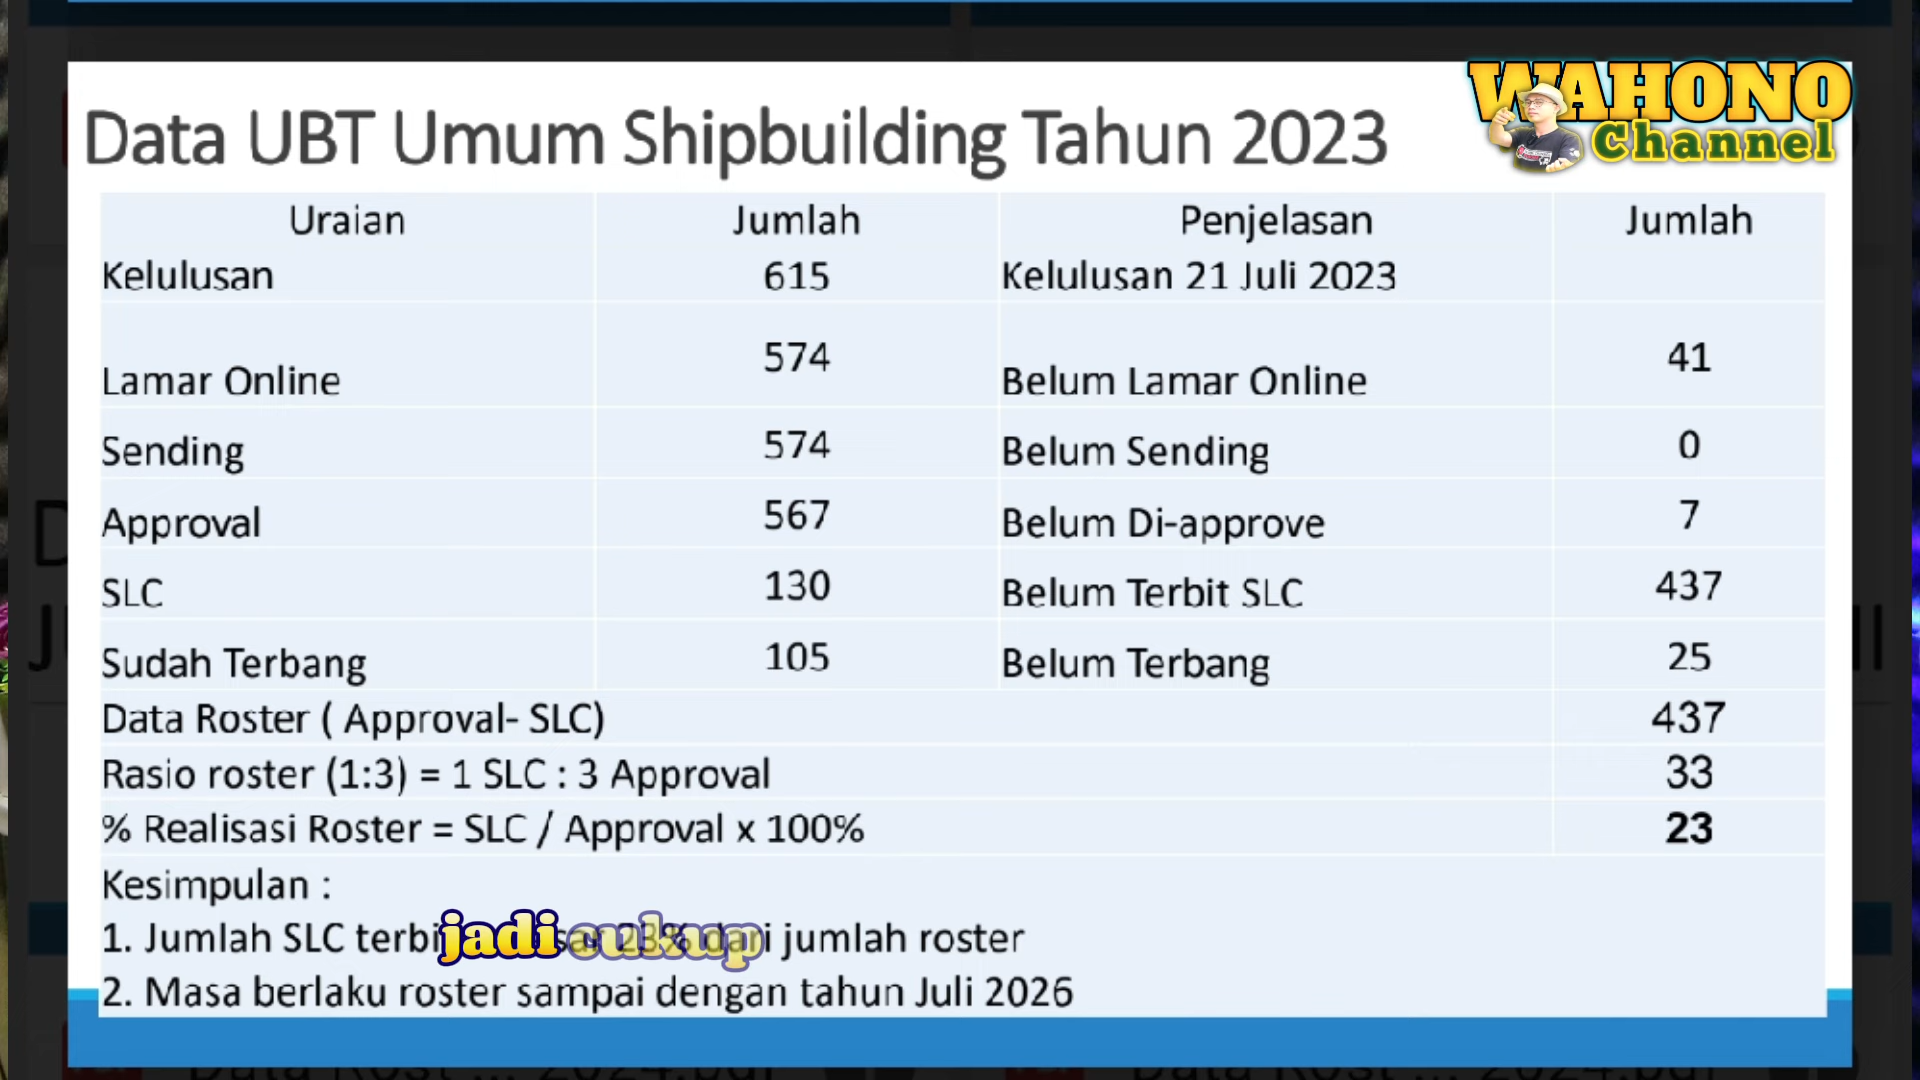 WAHONO
Channel
Data UBT Umum Shipbuilding Tahun 2023
Uraian Jumlah Penjelasan Jumlah
Kelulusan 615 Kelulusan 21 Juli 2023
Lamar Online 574 Belum Lamar Online 41
Sending 574 Belum Sending 0
Approval 567 Belum Di-approve 7
SLC 130 Belum Terbit SLC 437
Sudah Terbang 105 Belum Terbang 25
Data Roster ( Approval- SLC) 437
Rasio roster (1:3) = 1 SLC : 3 Approval 33
% Realisasi Roster = SLC / Approval x 100% 23
Kesimpulan :
1. Jumlah SLC 23% dari jumlah roster
jadi cukup
2. Masa berlaku roster sampai dengan tahun Juli 2026